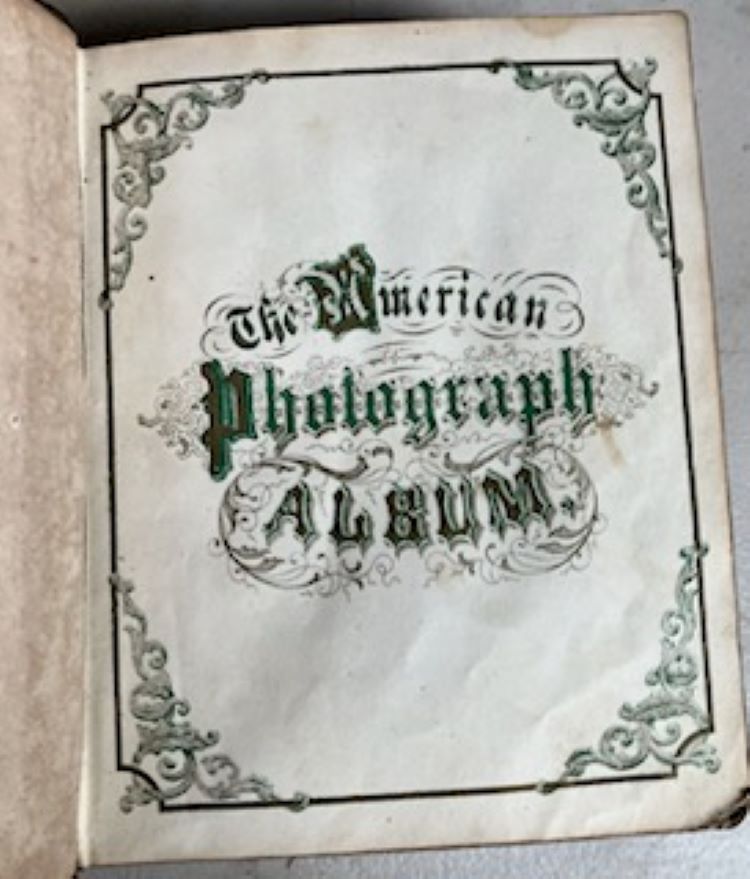 The American
Photograph
ALBUM.